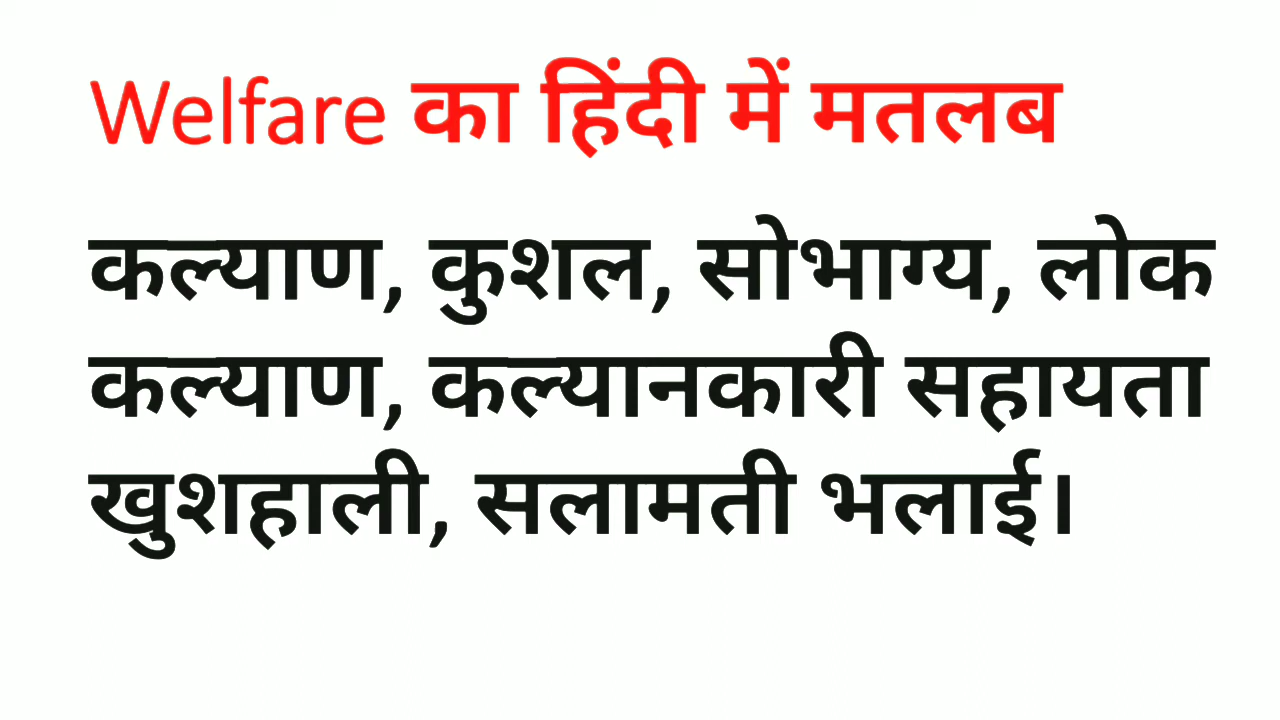 Welfare का हिंदी में मतलब
कल्याण, कुशल, सोभाग्य, लोक
कल्याण, कल्यानकारी सहायता
खुशहाली, सलामती भलाई।